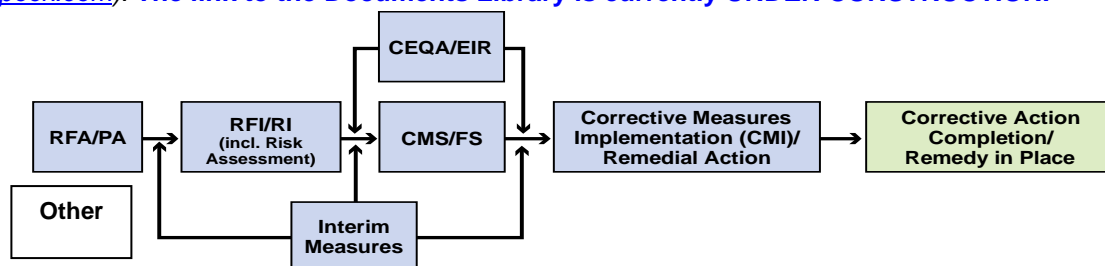 The link to the Documents Library is currently UNDER CONSTRUCTION.
CEQA/EIR
RFA/PA
RFI/RI
(incl. Risk
Assessment)
CMS/FS
Corrective Measures
Implementation (CMI)/
Remedial Action
Corrective Action
Completion/
Remedy in Place
Other
Interim
Measures